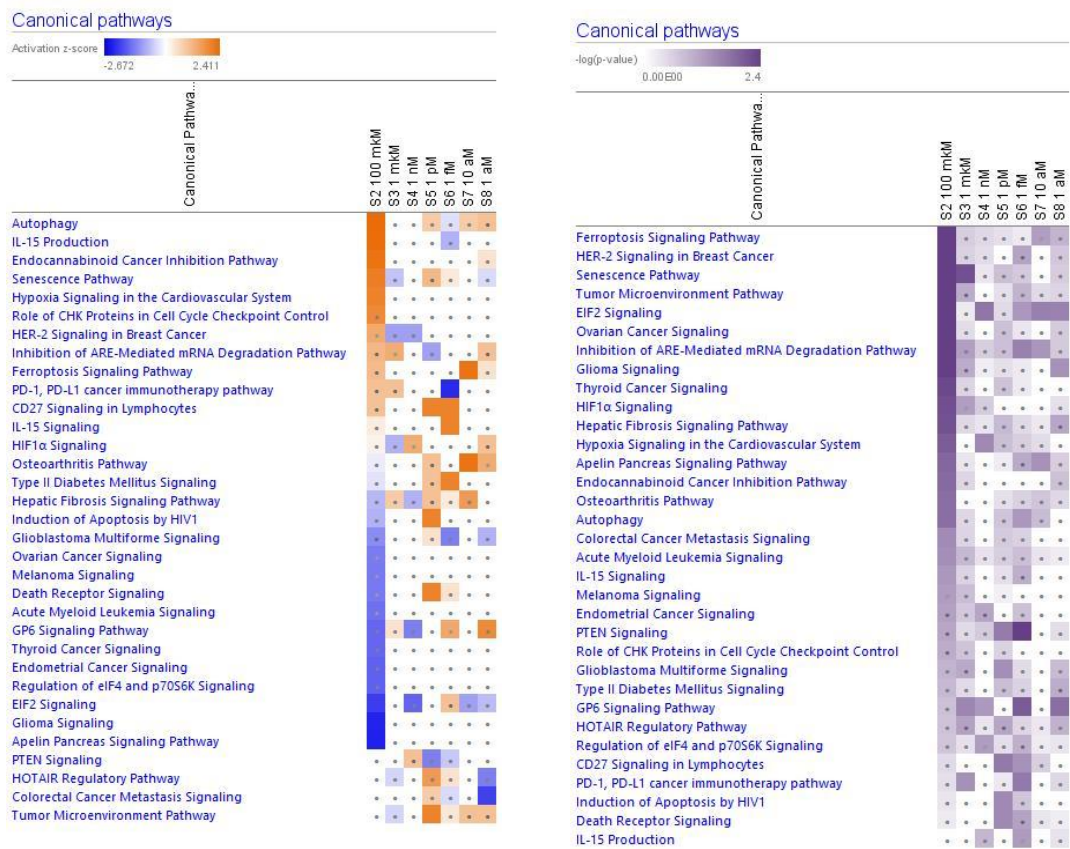 Canonical pathways
Activation z-score
-2.672 2.411
Canonical Pathwa...
S2 100 mkM
S3 1 mkM
S4 1 nM
S5 1 pM
S6 1 fM
S7 10 aM
S8 1 aM
Autophagy
IL-15 Production
Endocannabinoid Cancer Inhibition Pathway
Senescence Pathway
Hypoxia Signaling in the Cardiovascular System
Role of CHK Proteins in Cell Cycle Checkpoint Control
HER-2 Signaling in Breast Cancer
Inhibition of ARE-Mediated mRNA Degradation Pathway
Ferroptosis Signaling Pathway
PD-1, PD-L1 cancer immunotherapy pathway
CD27 Signaling in Lymphocytes
IL-15 Signaling
HIF1α Signaling
Osteoarthritis Pathway
Type II Diabetes Mellitus Signaling
Hepatic Fibrosis Signaling Pathway
Induction of Apoptosis by HIV1
Glioblastoma Multiforme Signaling
Ovarian Cancer Signaling
Melanoma Signaling
Death Receptor Signaling
Acute Myeloid Leukemia Signaling
GP6 Signaling Pathway
Thyroid Cancer Signaling
Endometrial Cancer Signaling
Regulation of eIF4 and p70S6K Signaling
EIF2 Signaling
Glioma Signaling
Apelin Pancreas Signaling Pathway
PTEN Signaling
HOTAIR Regulatory Pathway
Colorectal Cancer Metastasis Signaling
Tumor Microenvironment Pathway
Canonical pathways
-log(p-value)
0.00E00 2.4
Canonical Pathwa...
S2 100 mkM
S3 1 mkM
S4 1 nM
S5 1 pM
S6 1 fM
S7 10 aM
S8 1 aM
Ferroptosis Signaling Pathway
HER-2 Signaling in Breast Cancer
Senescence Pathway
Tumor Microenvironment Pathway
EIF2 Signaling
Ovarian Cancer Signaling
Inhibition of ARE-Mediated mRNA Degradation Pathway
Glioma Signaling
Thyroid Cancer Signaling
HIF1α Signaling
Hepatic Fibrosis Signaling Pathway
Hypoxia Signaling in the Cardiovascular System
Apelin Pancreas Signaling Pathway
Endocannabinoid Cancer Inhibition Pathway
Osteoarthritis Pathway
Autophagy
Colorectal Cancer Metastasis Signaling
Acute Myeloid Leukemia Signaling
IL-15 Signaling
Melanoma Signaling
Endometrial Cancer Signaling
PTEN Signaling
Role of CHK Proteins in Cell Cycle Checkpoint Control
Glioblastoma Multiforme Signaling
Type II Diabetes Mellitus Signaling
GP6 Signaling Pathway
HOTAIR Regulatory Pathway
Regulation of eIF4 and p70S6K Signaling
CD27 Signaling in Lymphocytes
PD-1, PD-L1 cancer immunotherapy pathway
Induction of Apoptosis by HIV1
Death Receptor Signaling
IL-15 Production